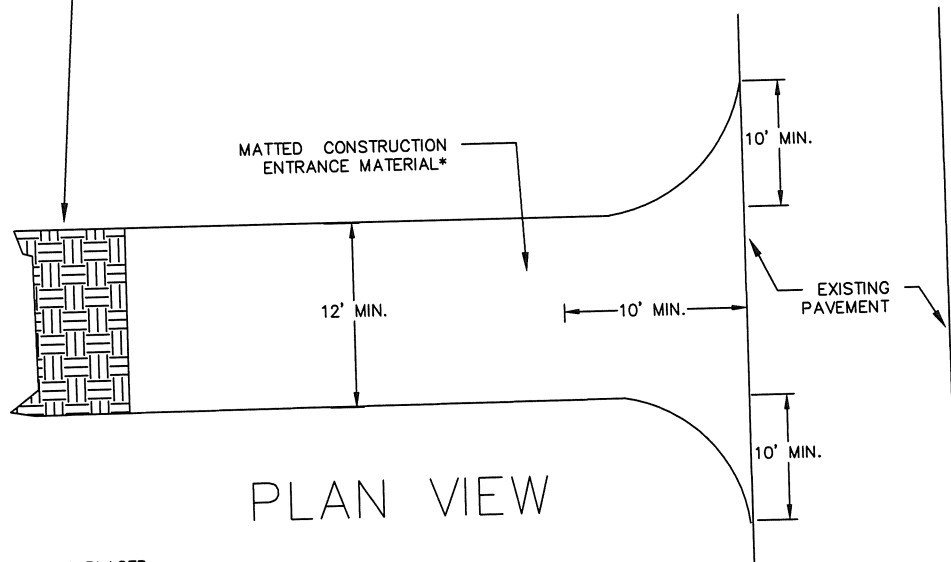 10' MIN.
MATTED CONSTRUCTION
ENTRANCE MATERIAL*
12' MIN.
10' MIN.
EXISTING
PAVEMENT
10' MIN.
PLAN VIEW